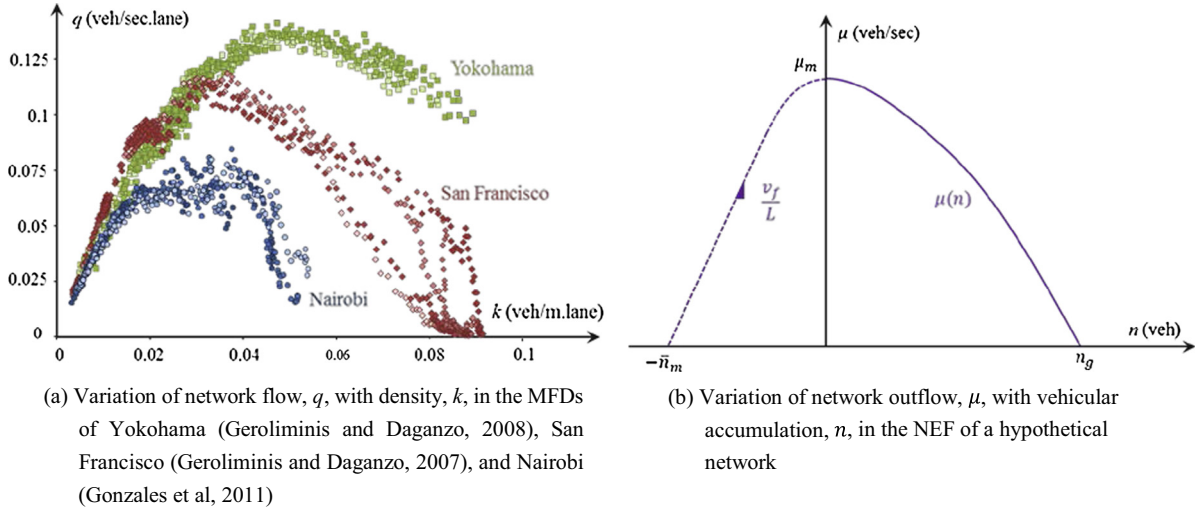 q (veh/sec.lane)
0.125
0.1
0.075
0.05
0.025
0
Yokohama
San Francisco
Nairobi
k (veh/m.lane)
0
0.02
0.04
0.06
0.08
0.1
μ (veh/sec)
μm
vf
L
μ(n)
n (veh)
−n̄m
ng
(a) Variation of network flow, q, with density, k, in the MFDs
of Yokohama (Geroliminis and Daganzo, 2008), San
Francisco (Geroliminis and Daganzo, 2007), and Nairobi
(Gonzales et al, 2011)
(b) Variation of network outflow, μ, with vehicular
accumulation, n, in the NEF of a hypothetical
network